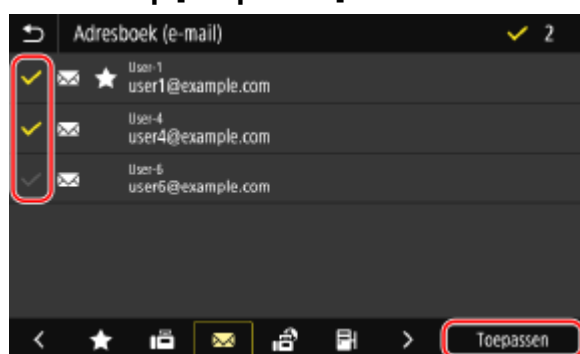 Adresboek (e-mail) 2
User-1
user1@example.com
User-4
user4@example.com
User-6
user6@example.com
Toepassen